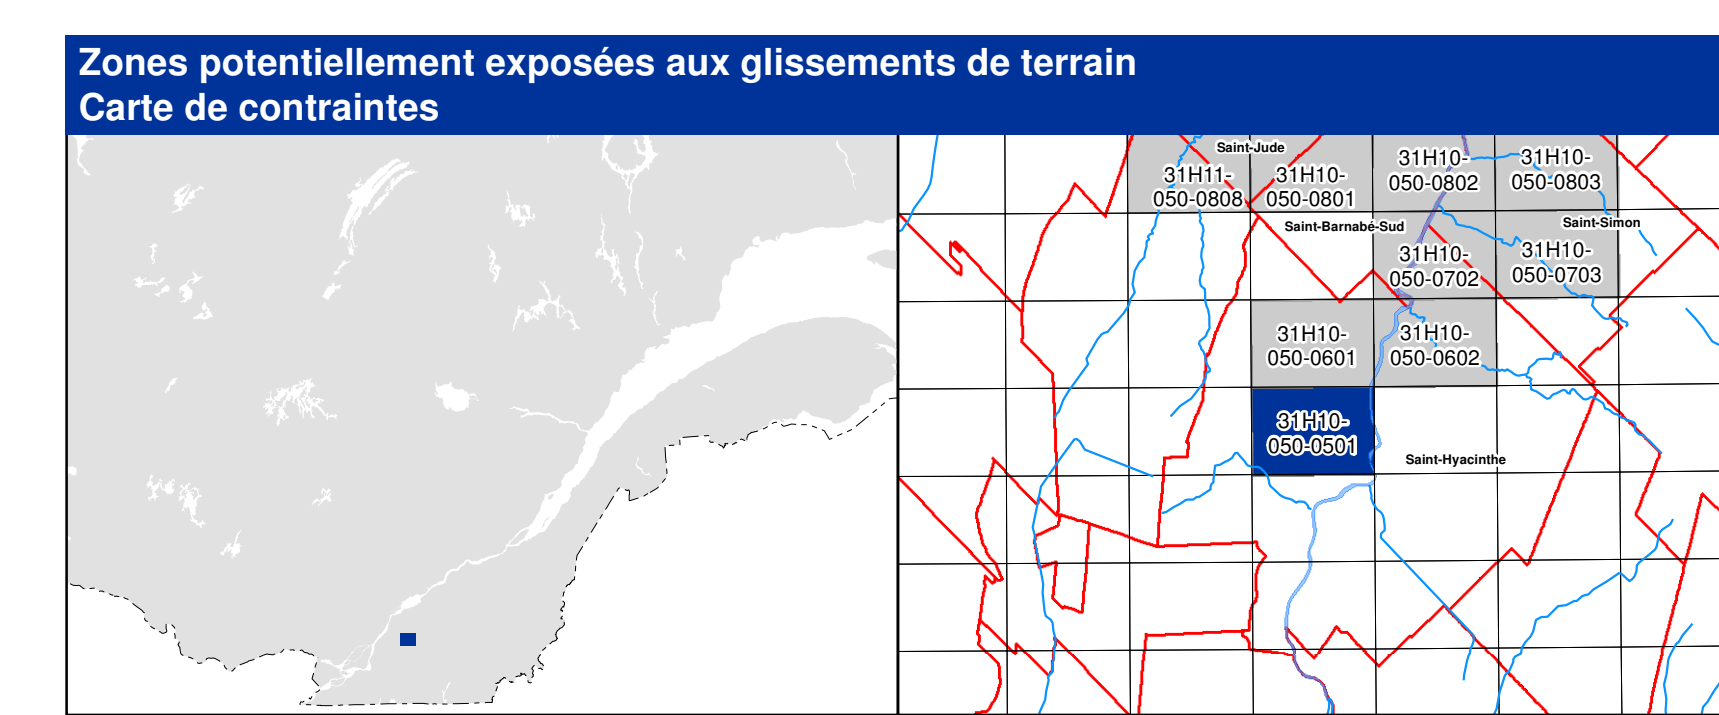 Zones potentiellement exposées aux glissements de terrain
Carte de contraintes
Saint-Jude
31H11-
050-0808
31H10-
050-0801
31H10-
050-0802
31H10-
050-0803
Saint-Barnabé-Sud
Saint-Simon
31H10-
050-0702
31H10-
050-0703
31H10-
050-0601
31H10-
050-0602
31H10-
050-0501
Saint-Hyacinthe